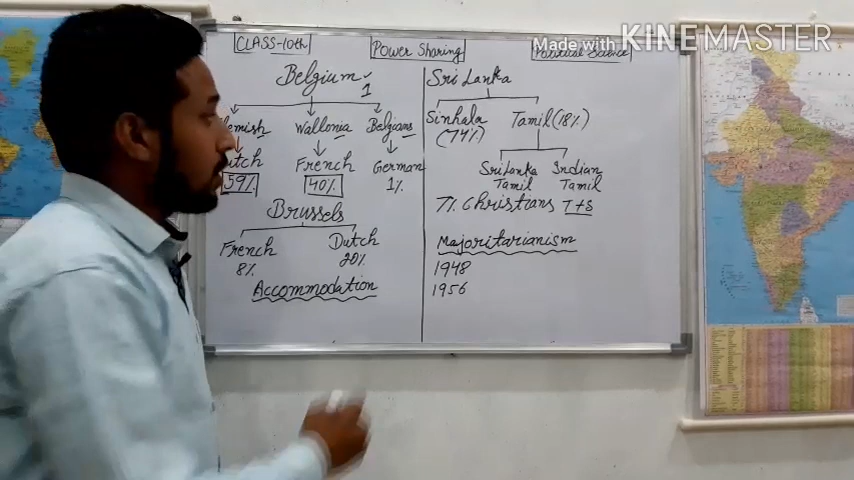 Made with KINEMASTER
CLASS-10th
Power Sharing
Political Science
Belgium
1
lemish
Wallonia
Belgians
utch
French
German
59%
40%
1%
Brussels
French
Dutch
8%
20%
Accommodation
Sri Lanka
Sinhala
Tamil (18%)
(74%)
SriLanka
Indian
Tamil
Tamil
7% Christians T+S
Majoritarianism
1948
1956